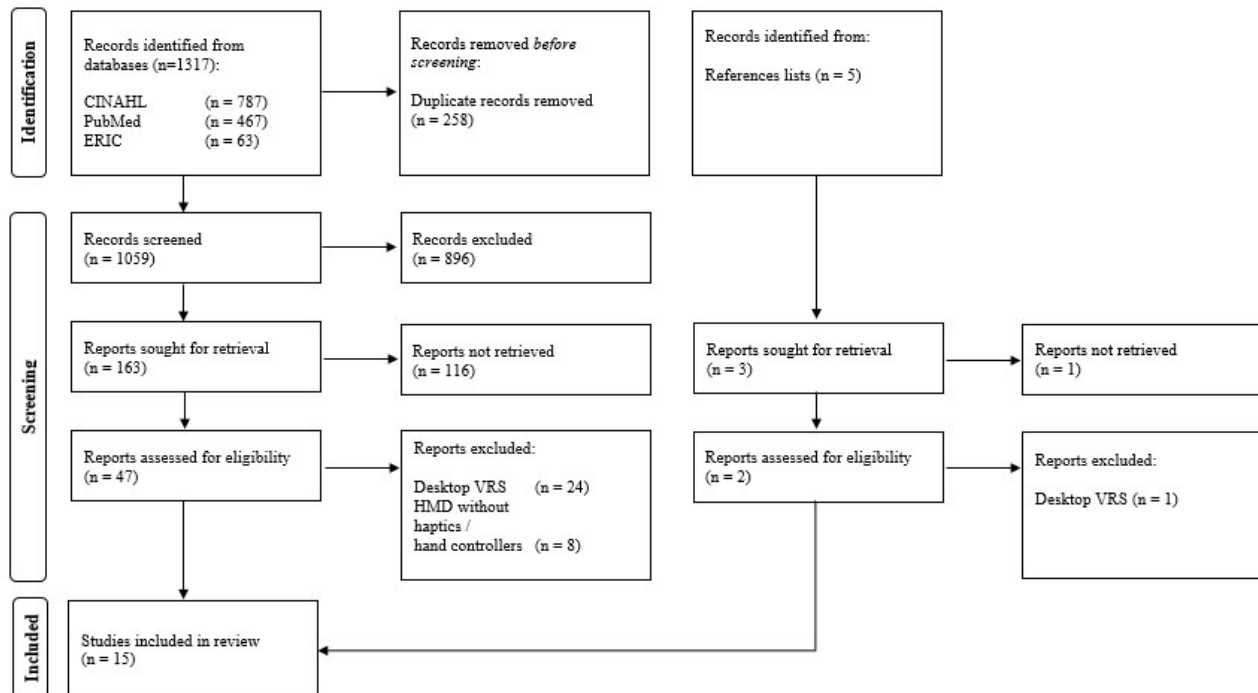 Identification
Records identified from
databases (n=1317):
CINAHL (n = 787)
PubMed (n = 467)
ERIC (n = 63)
Records removed before
screening:
Duplicate records removed
(n = 258)
Records identified from:
References lists (n = 5)
Screening
Records screened
(n = 1059)
Records excluded
(n = 896)
Reports sought for retrieval
(n = 163)
Reports not retrieved
(n = 116)
Reports sought for retrieval
(n = 3)
Reports not retrieved
(n = 1)
Reports assessed for eligibility
(n = 47)
Reports excluded:
Desktop VRS (n = 24)
HMD without
haptics /
hand controllers (n = 8)
Reports assessed for eligibility
(n = 2)
Reports excluded:
Desktop VRS (n = 1)
Included
Studies included in review
(n = 15)